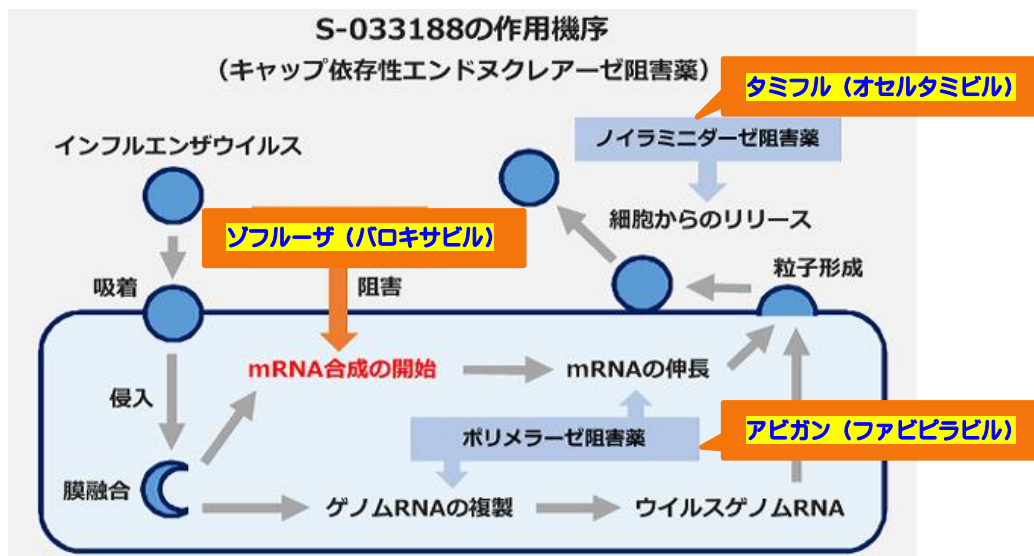 S-033188の作用機序
（キャップ依存性エンドヌクレアーゼ阻害薬）
タミフル（オセルタミビル）
インフルエンザウイルス
ノイラミニダーゼ阻害薬
細胞からのリリース
ゾフルーザ（バロキサビル）
吸着
阻害
粒子形成
mRNA合成の開始
mRNAの伸長
侵入
ポリメラーゼ阻害薬
アビガン（ファビピラビル）
膜融合
ゲノムRNAの複製
ウイルスゲノムRNA